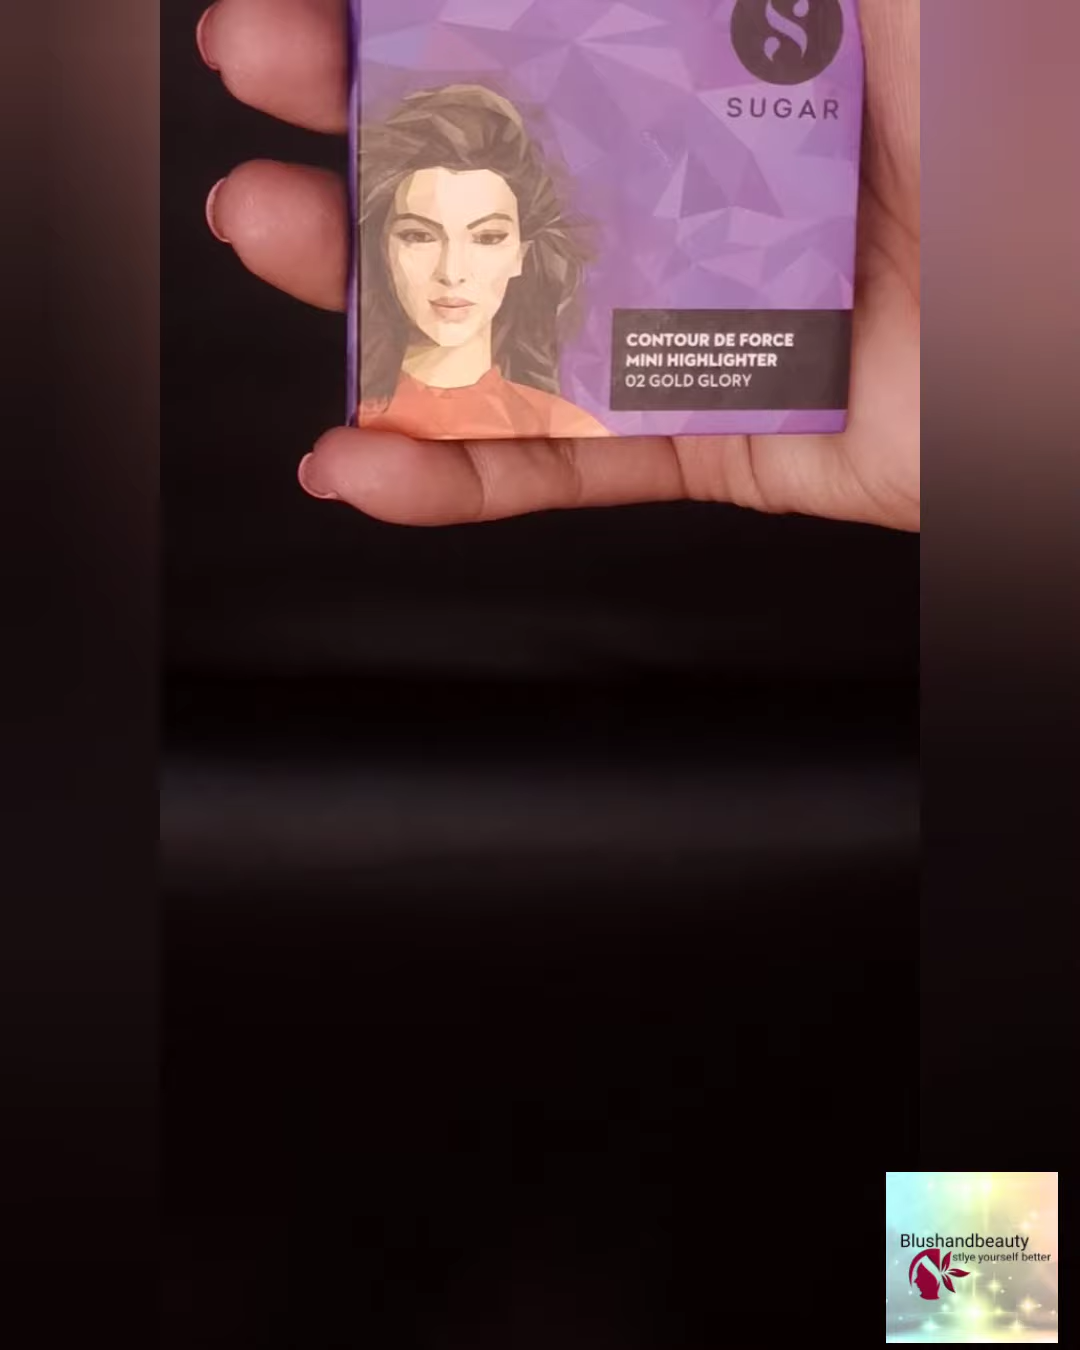 SUGAR
CONTOUR DE FORCE
MINI HIGHLIGHTER
02 GOLD GLORY
Blushandbeauty
stlye yourself better